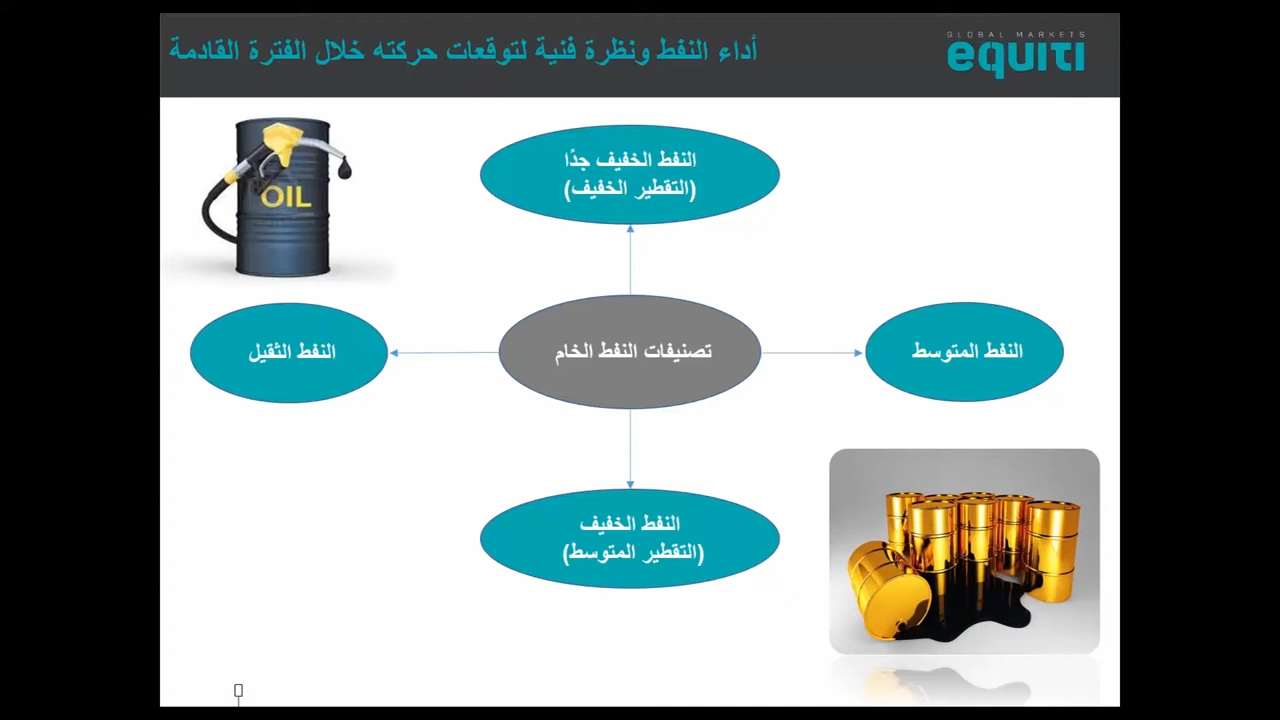 أداء النفط ونظرة فنية لتوقعات حركته خلال الفترة القادمة
GLOBAL MARKETS
equiti
النفط الخفيف جدًا
(التقطير الخفيف)
OIL
النفط المتوسط
تصنيفات النفط الخام
النفط الثقيل
النفط الخفيف
(التقطير المتوسط)